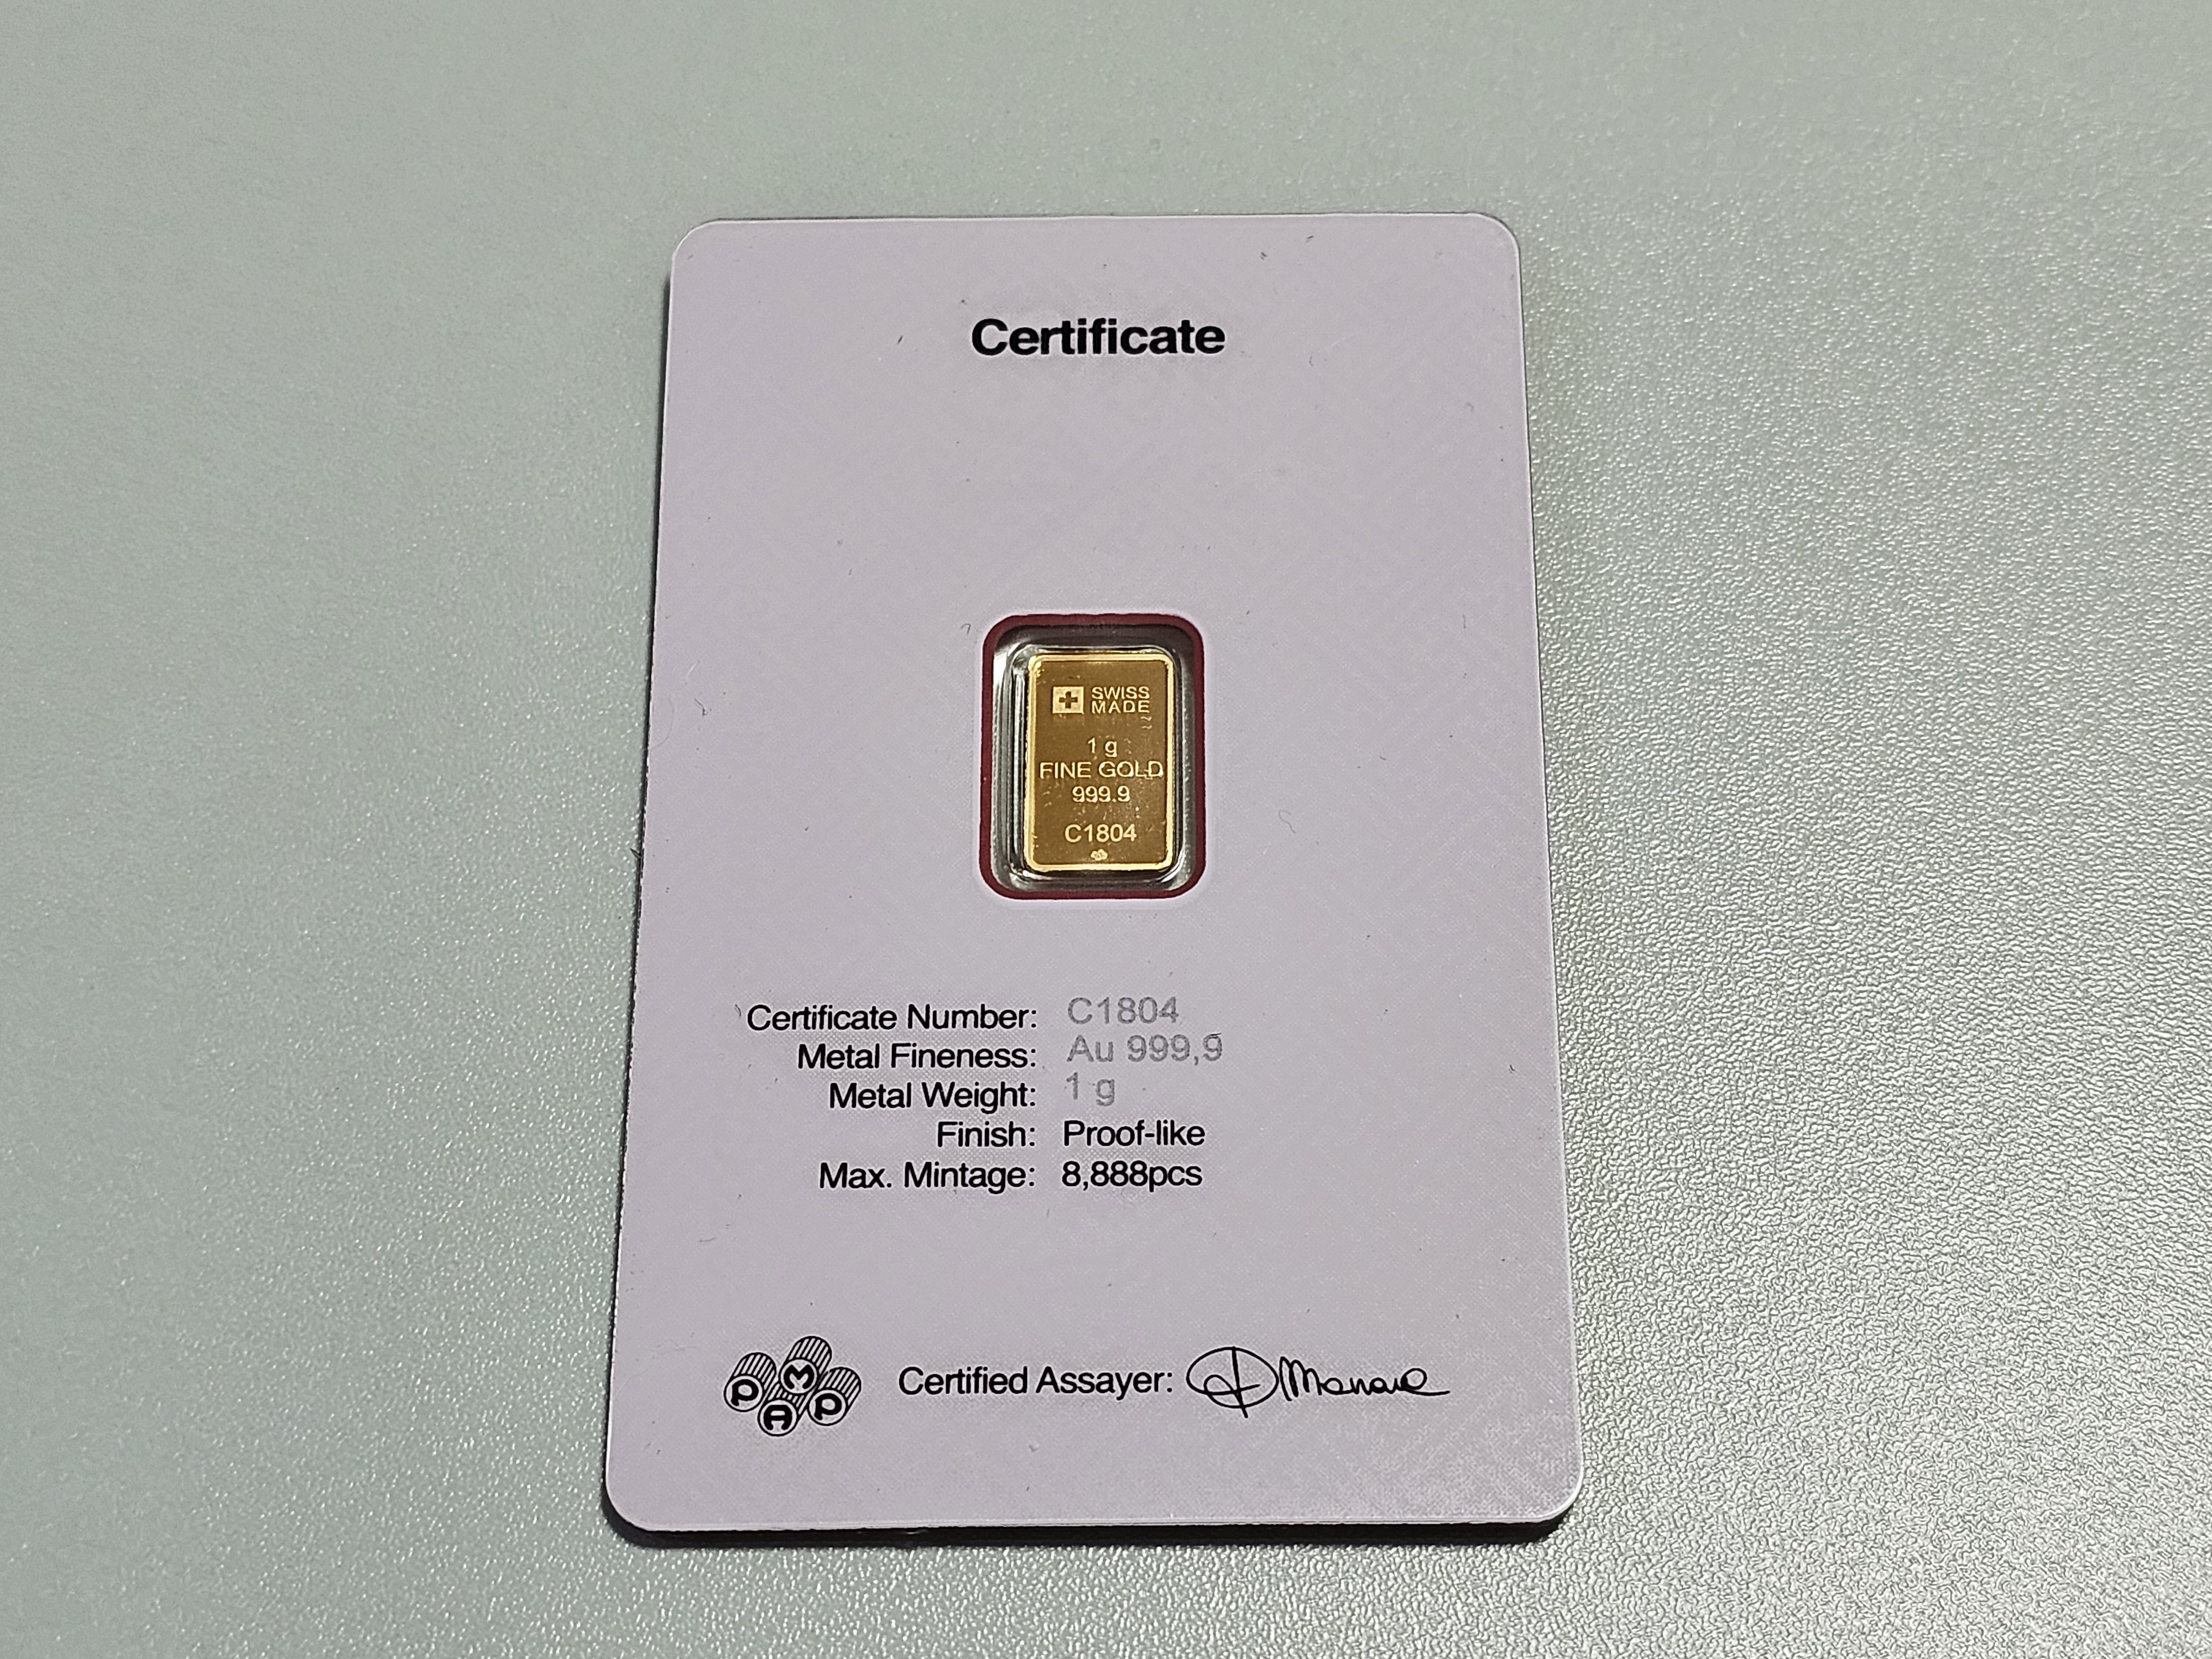 Certificate
SWISS
MADE
1 g
FINE GOLD
999.9
C1804
Certificate Number: C1804
Metal Fineness: Au 999,9
Metal Weight: 1 g
Finish: Proof-like
Max. Mintage: 8,888pcs
PAMP
Certified Assayer: